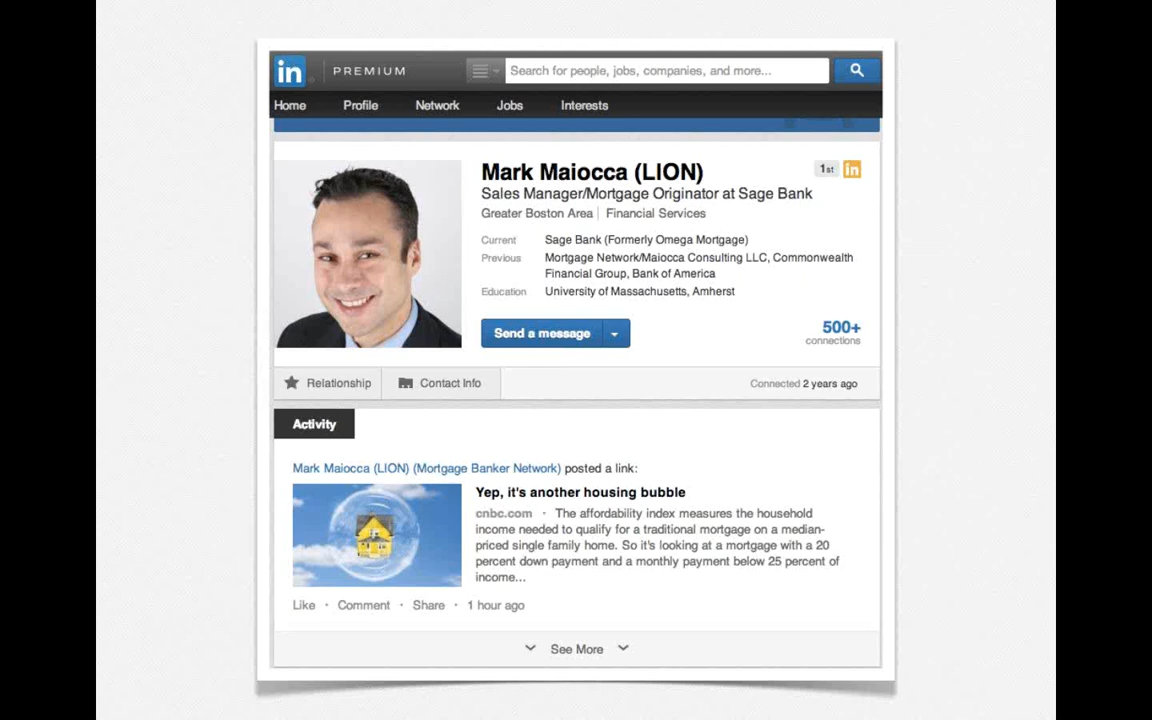 in PREMIUM Search for people, jobs, companies, and more...
Home Profile Network Jobs Interests
Mark Maiocca (LION) 1st in
Sales Manager/Mortgage Originator at Sage Bank
Greater Boston Area | Financial Services
Current Sage Bank (Formerly Omega Mortgage)
Previous Mortgage Network/Maiocca Consulting LLC, Commonwealth
Financial Group, Bank of America
Education University of Massachusetts, Amherst
Send a message 500+
connections
Relationship Contact Info Connected 2 years ago
Activity
Mark Maiocca (LION) (Mortgage Banker Network) posted a link:
Yep, it's another housing bubble
cnbc.com · The affordability index measures the household
income needed to qualify for a traditional mortgage on a median-
priced single family home. So it's looking at a mortgage with a 20
percent down payment and a monthly payment below 25 percent of
income...
Like · Comment · Share · 1 hour ago
See More